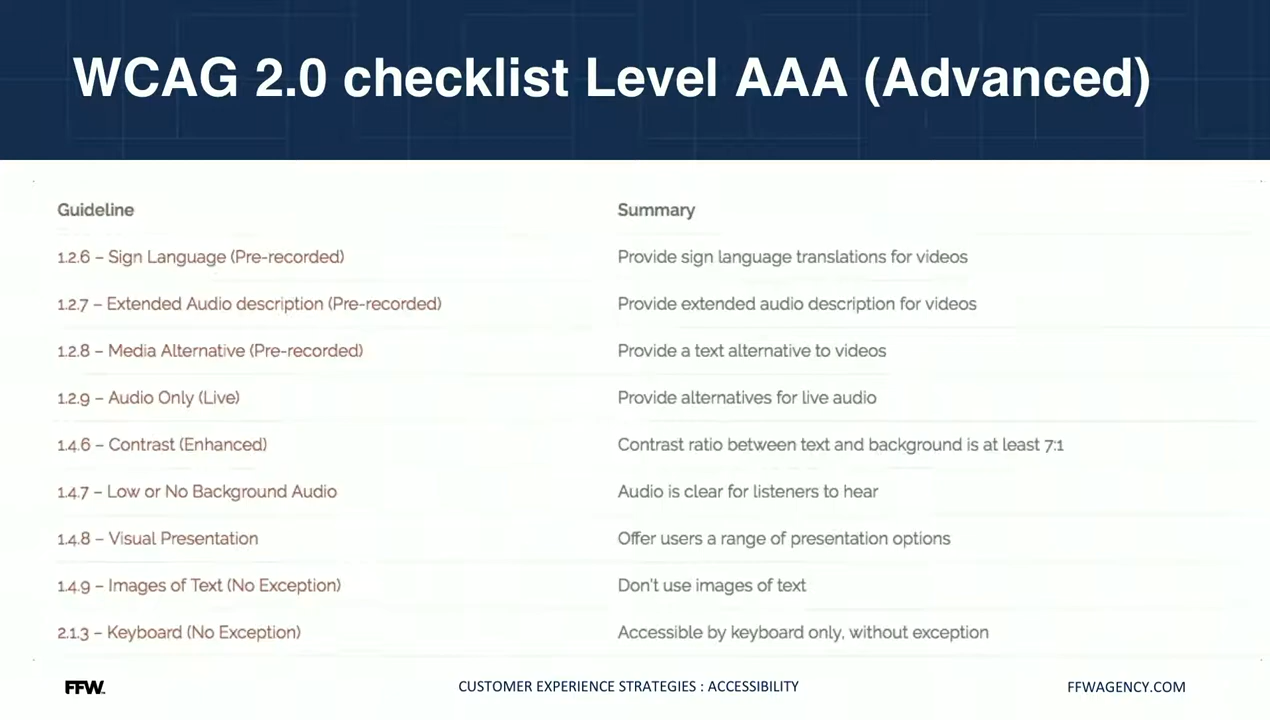 WCAG 2.0 checklist Level AAA (Advanced)
Guideline Summary
1.2.6 – Sign Language (Pre-recorded) Provide sign language translations for videos
1.2.7 – Extended Audio description (Pre-recorded) Provide extended audio description for videos
1.2.8 – Media Alternative (Pre-recorded) Provide a text alternative to videos
1.2.9 – Audio Only (Live) Provide alternatives for live audio
1.4.6 – Contrast (Enhanced) Contrast ratio between text and background is at least 7:1
1.4.7 – Low or No Background Audio Audio is clear for listeners to hear
1.4.8 – Visual Presentation Offer users a range of presentation options
1.4.9 – Images of Text (No Exception) Don't use images of text
2.1.3 – Keyboard (No Exception) Accessible by keyboard only, without exception
FFW. CUSTOMER EXPERIENCE STRATEGIES : ACCESSIBILITY FFWAGENCY.COM